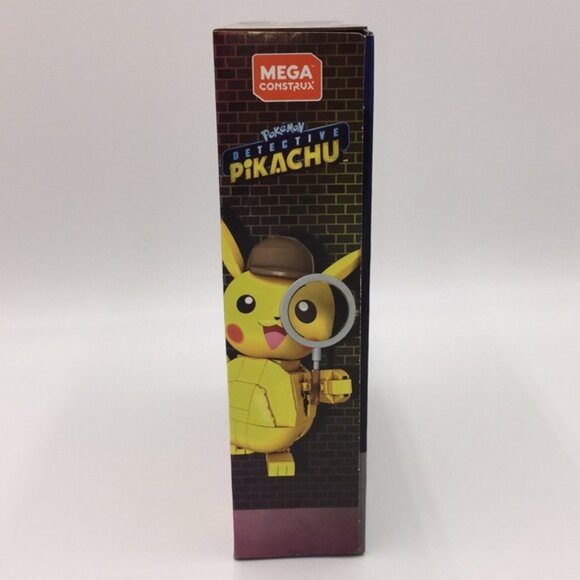 MEGA
CONSTRUX
POKéMON
DETECTIVE
PIKACHU